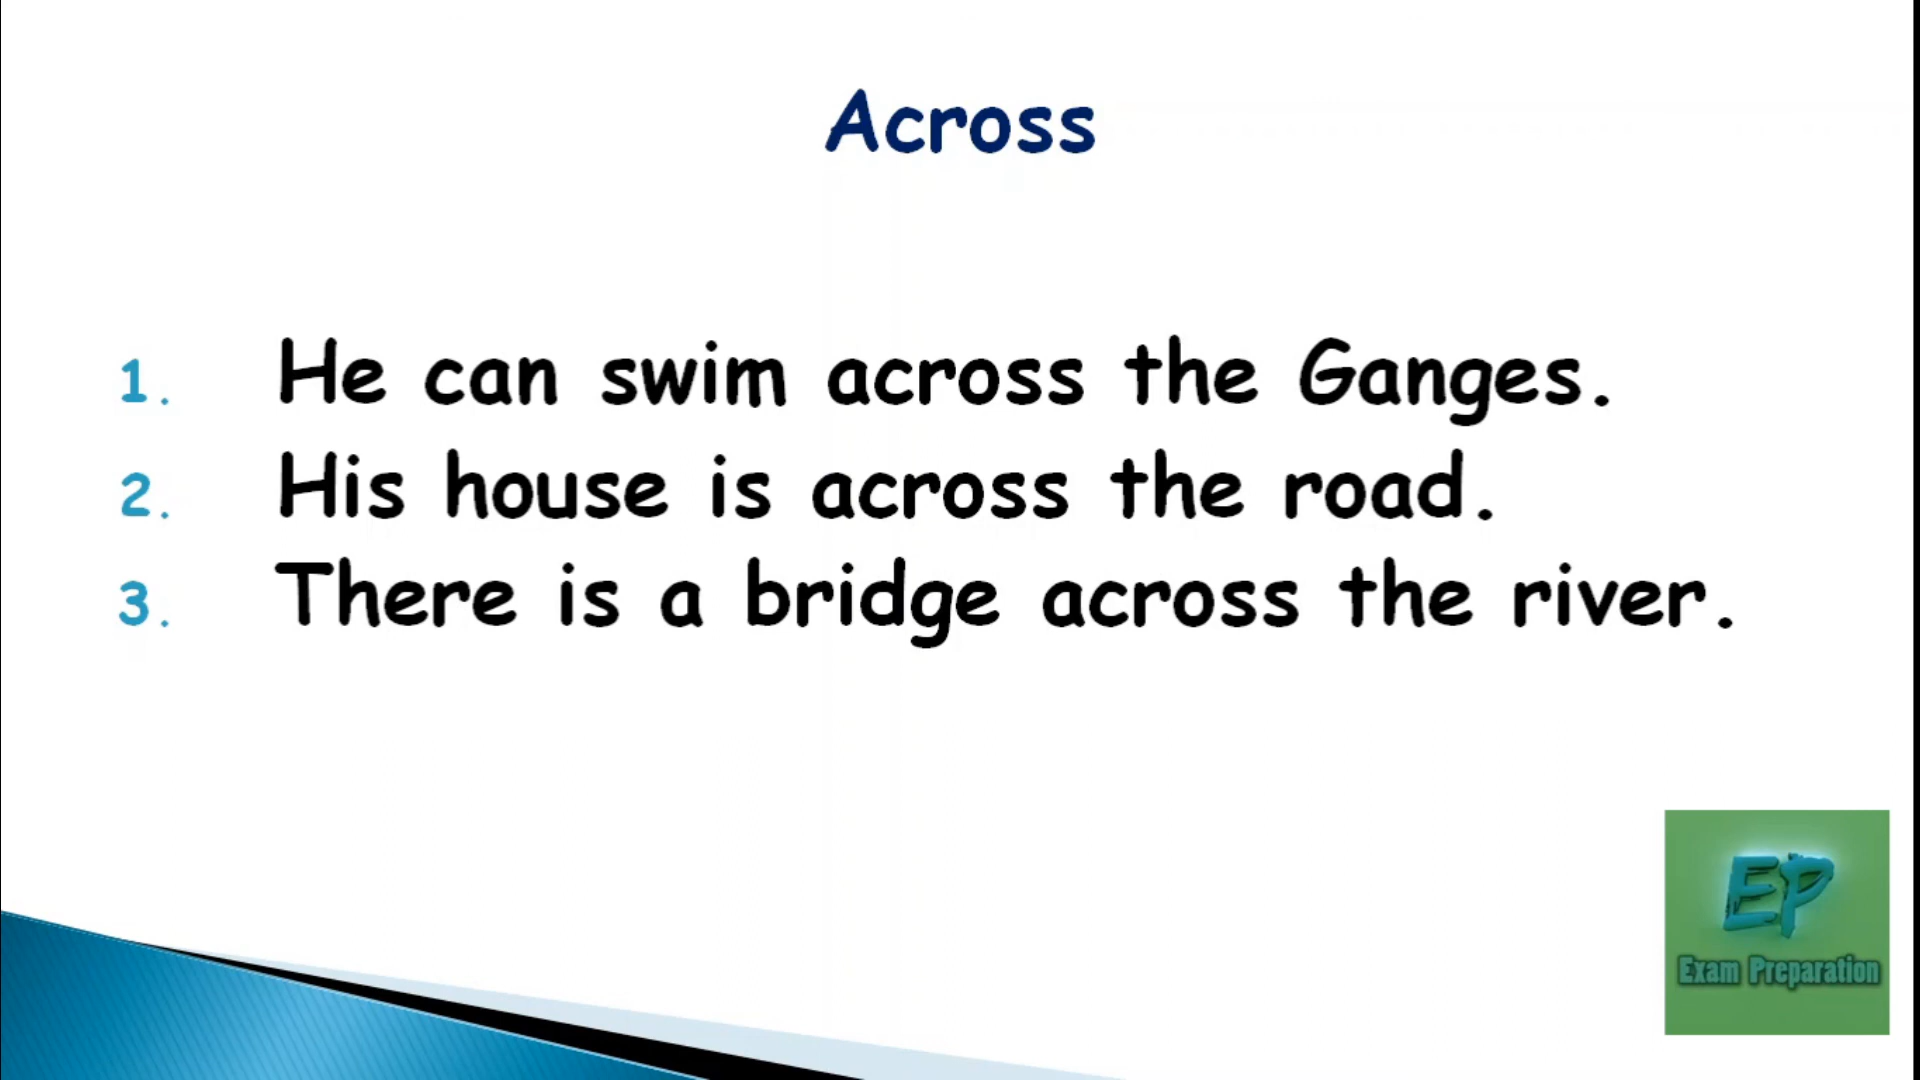 Across
1. He can swim across the Ganges.
2. His house is across the road.
3. There is a bridge across the river.
EP
Exam Preparation